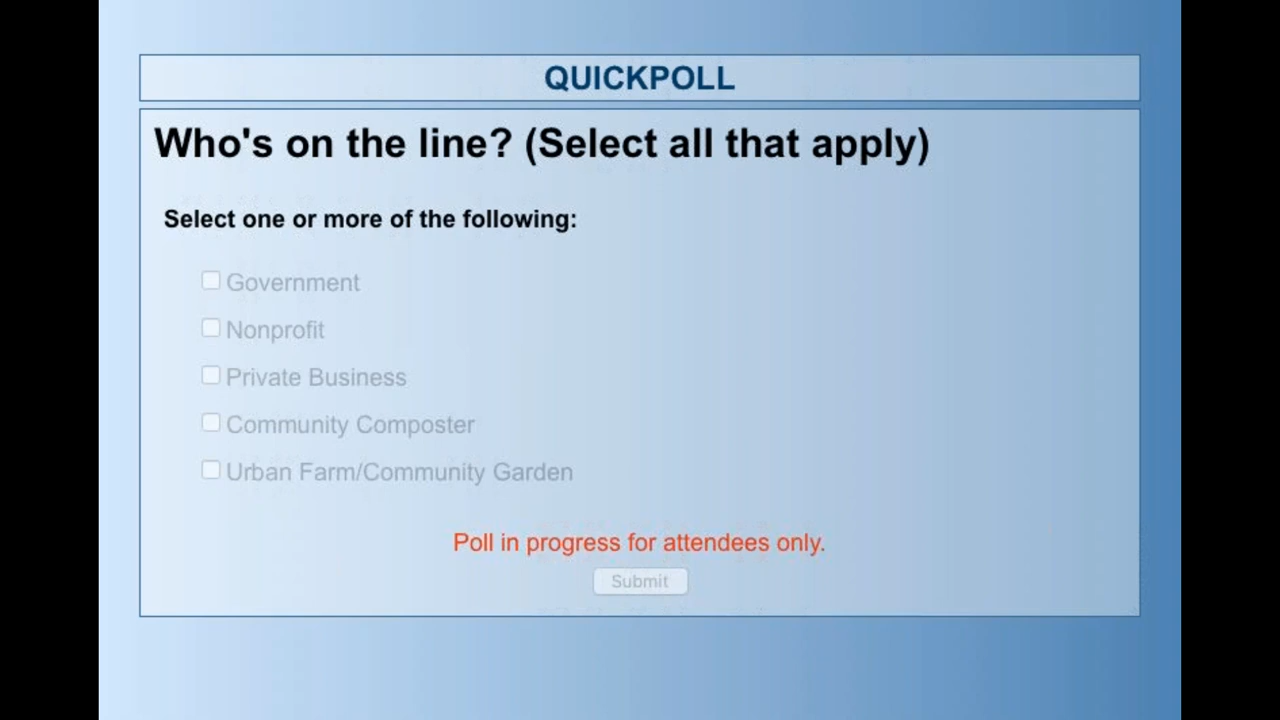 QUICKPOLL
Who's on the line? (Select all that apply)
Select one or more of the following:
Government
Nonprofit
Private Business
Community Composter
Urban Farm/Community Garden
Poll in progress for attendees only.
Submit